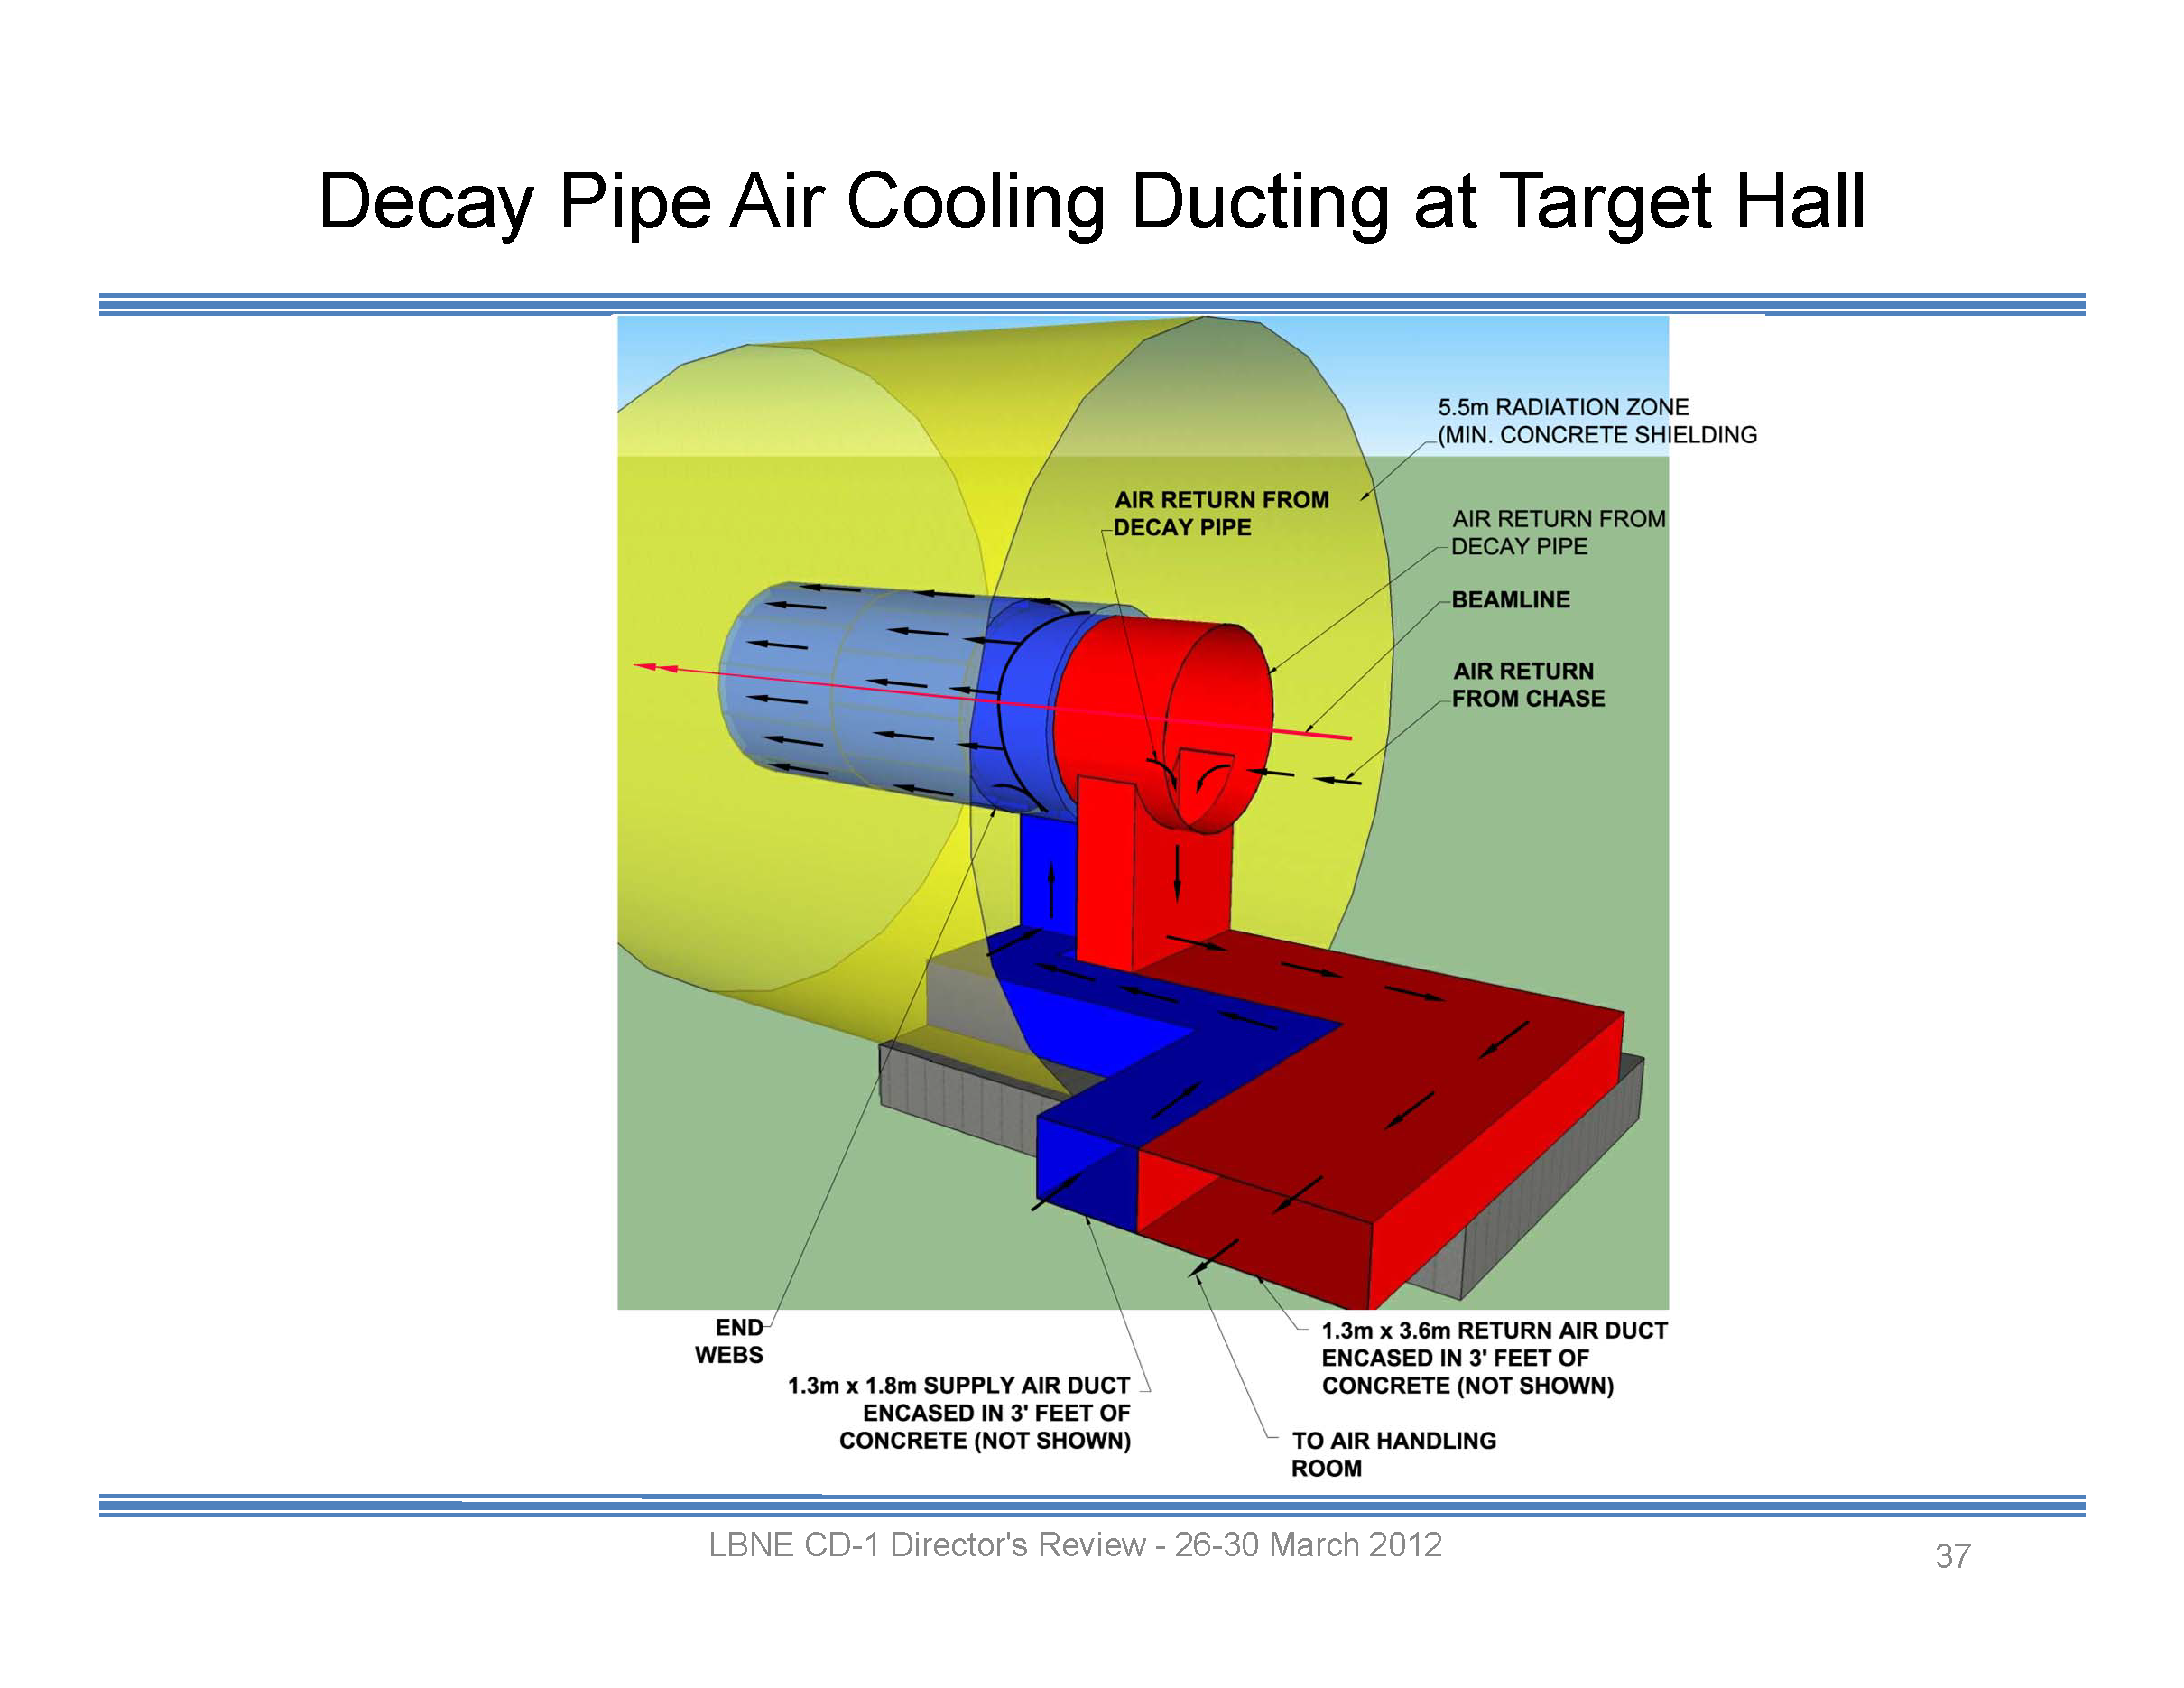 Decay Pipe Air Cooling Ducting at Target Hall
5.5m RADIATION ZONE
(MIN. CONCRETE SHIELDING
AIR RETURN FROM
DECAY PIPE
AIR RETURN FROM
DECAY PIPE
BEAMLINE
AIR RETURN
FROM CHASE
END
WEBS
1.3m x 1.8m SUPPLY AIR DUCT
ENCASED IN 3' FEET OF
CONCRETE (NOT SHOWN)
1.3m x 3.6m RETURN AIR DUCT
ENCASED IN 3' FEET OF
CONCRETE (NOT SHOWN)
TO AIR HANDLING
ROOM
LBNE CD-1 Director's Review - 26-30 March 2012
37